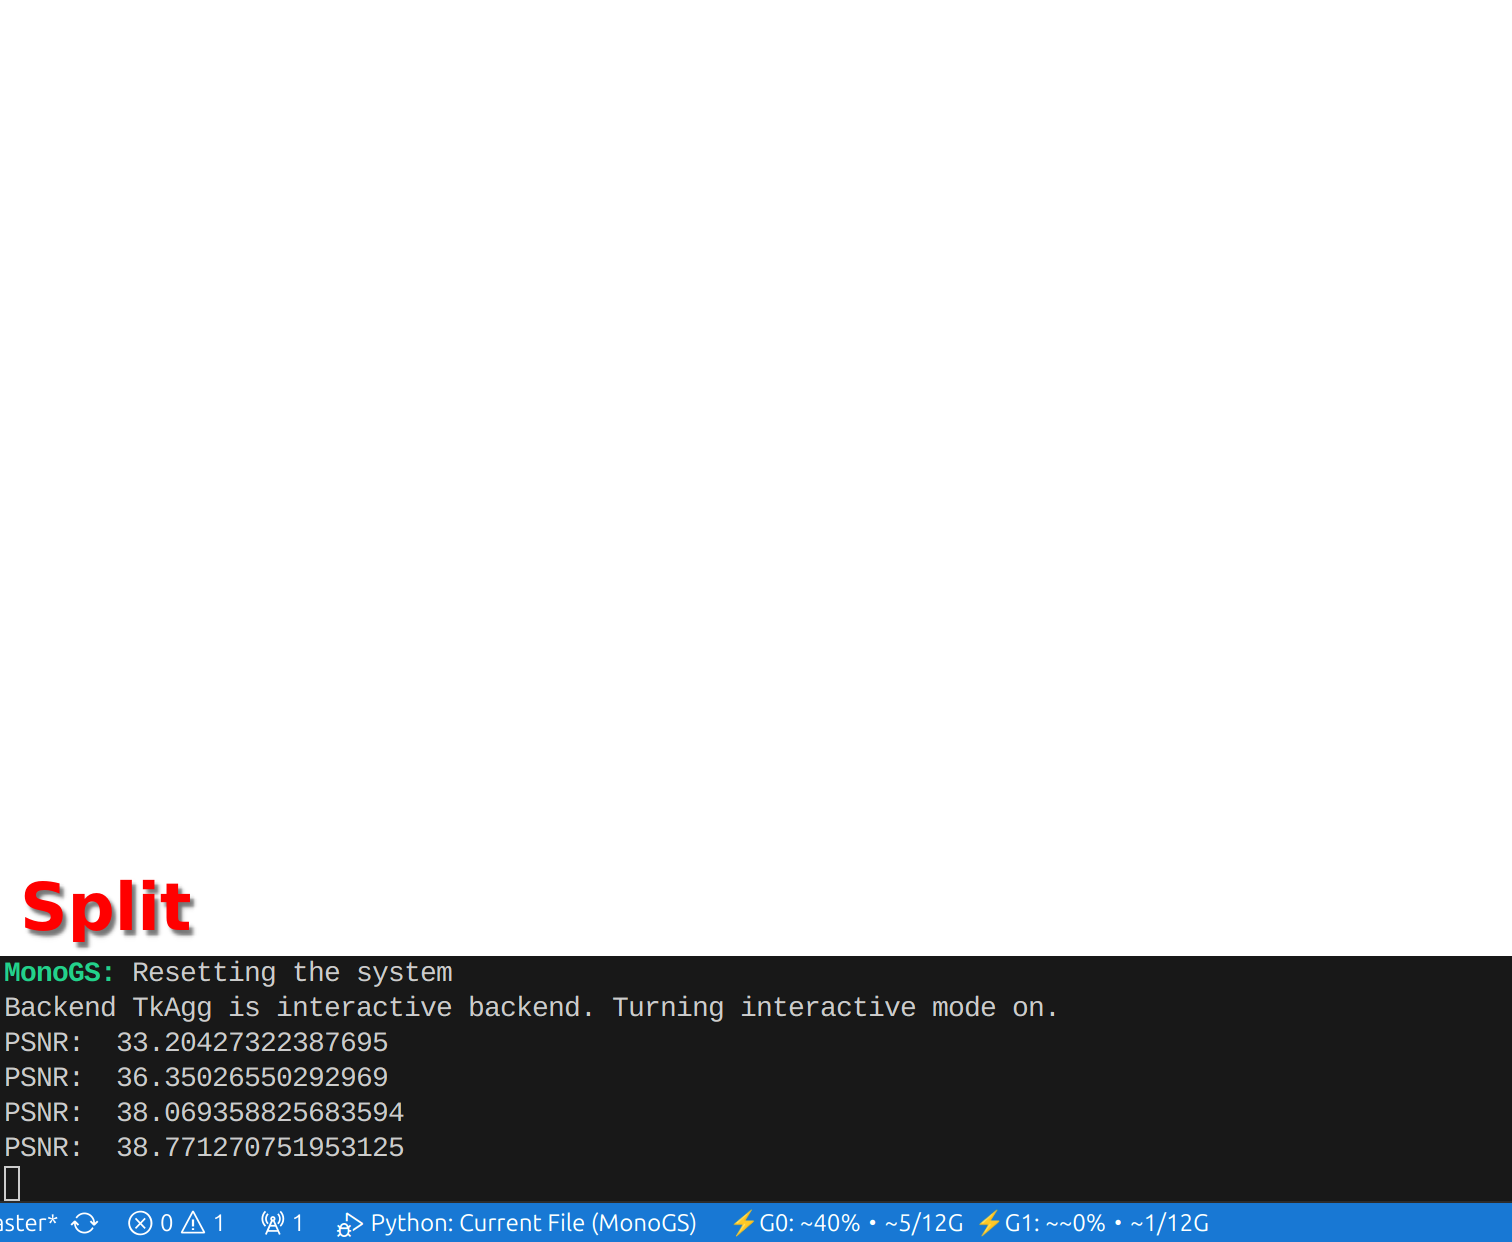 Split
MonoGS: Resetting the system
Backend TkAgg is interactive backend. Turning interactive mode on.
PSNR:  33.20427322387695
PSNR:  36.35026550292969
PSNR:  38.069358825683594
PSNR:  38.771270751953125
aster* 0 1 1 Python: Current File (MonoGS) ⚡G0: ~40% • ~5/12G ⚡G1: ~~0% • ~1/12G